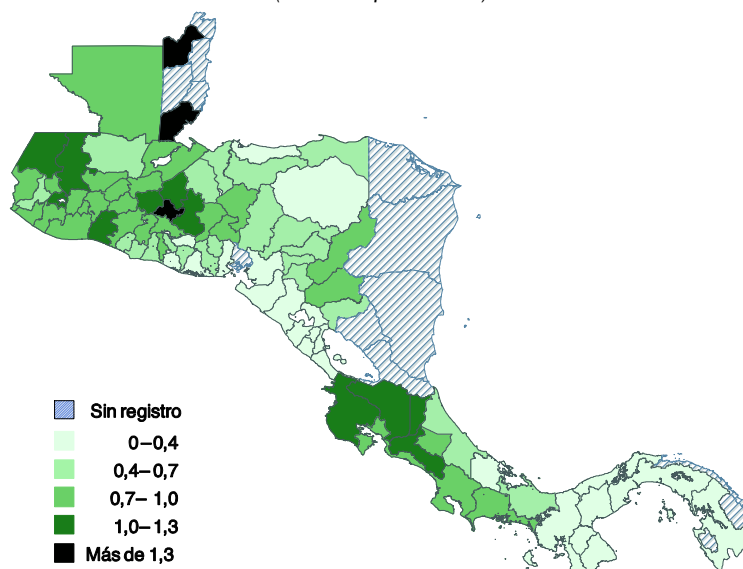 Sin registro
0–0,4
0,4–0,7
0,7– 1,0
1,0–1,3
Más de 1,3